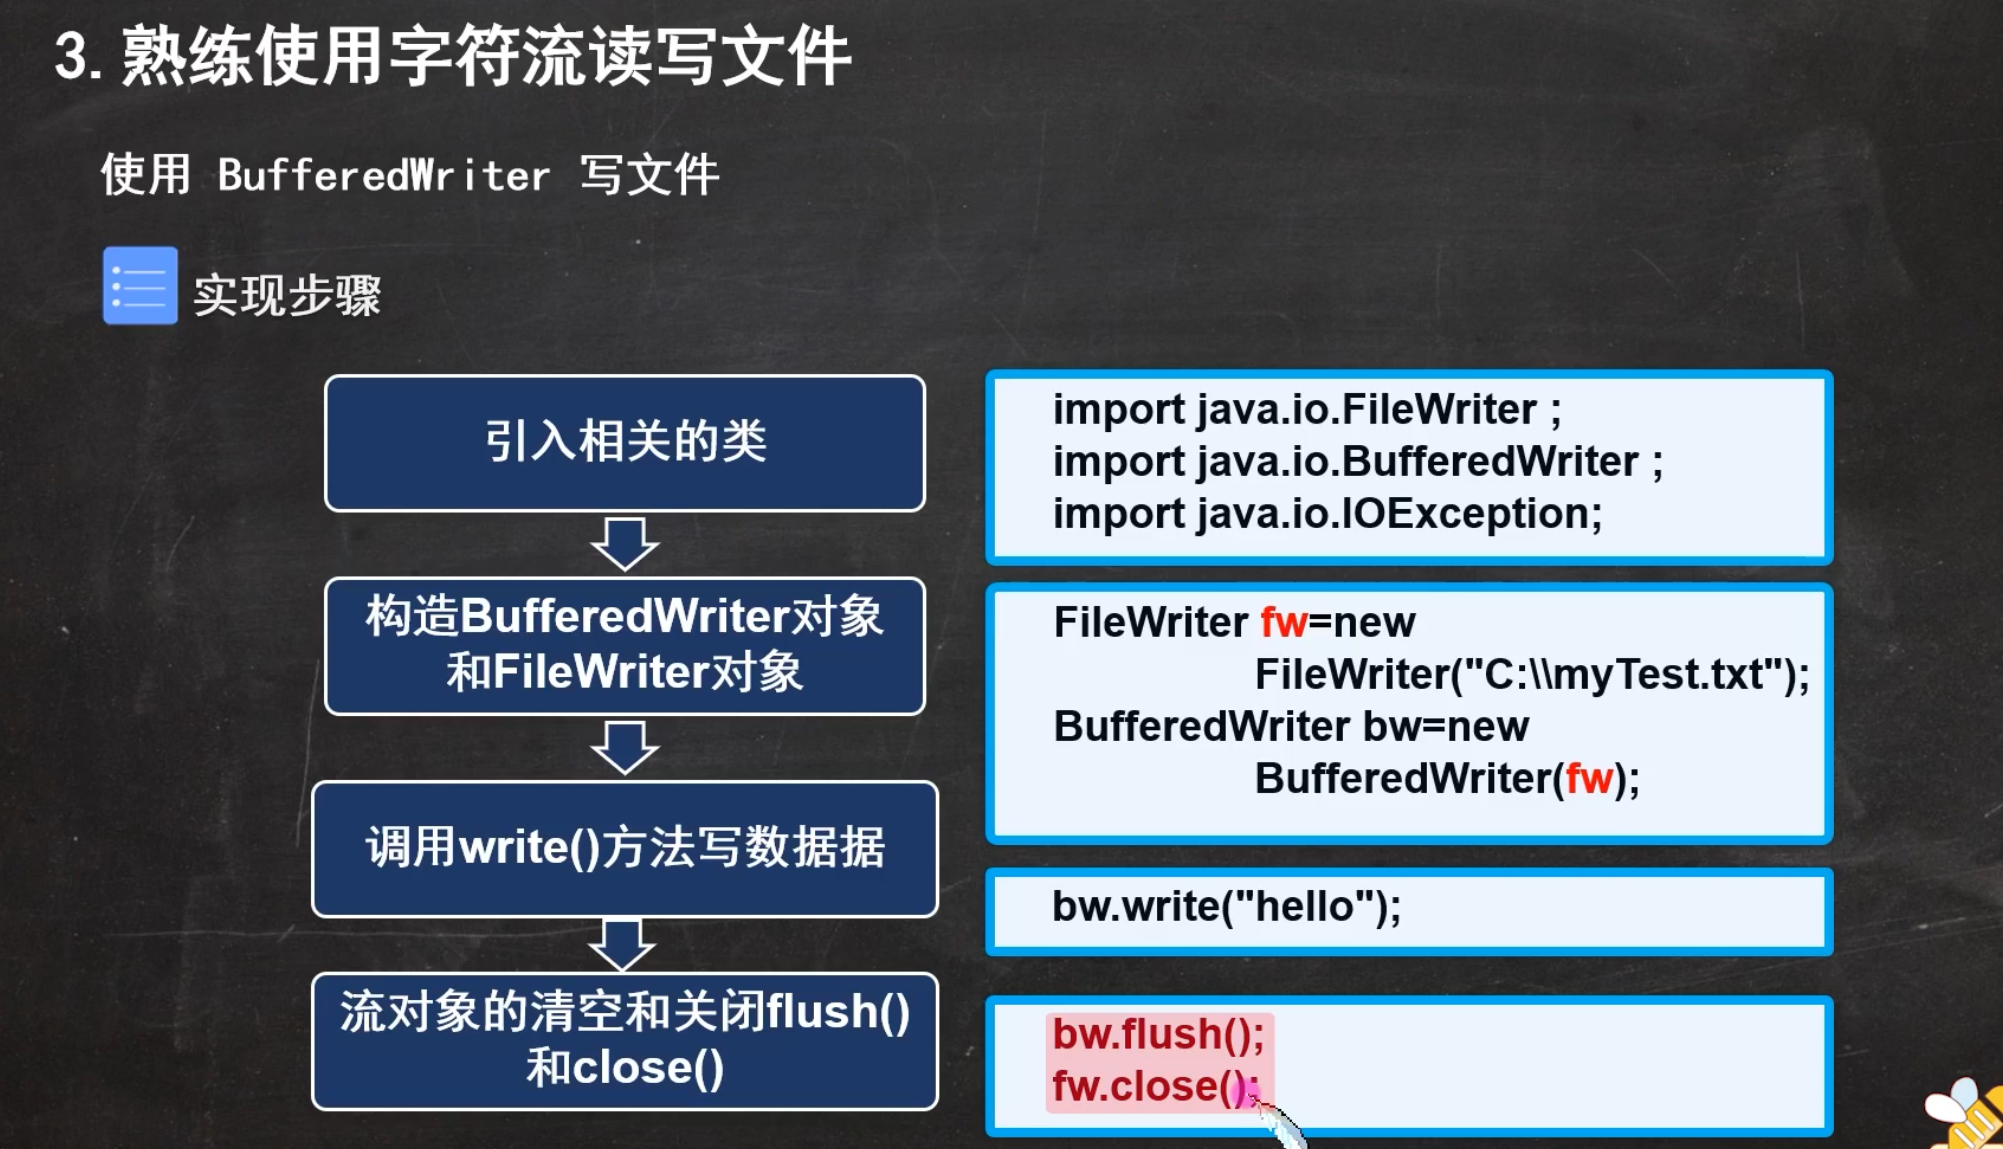 3. 熟练使用字符流读写文件
使用 BufferedWriter 写文件
实现步骤
引入相关的类
import java.io.FileWriter ;
import java.io.BufferedWriter ;
import java.io.IOException;
构造BufferedWriter对象
和FileWriter对象
FileWriter fw=new
FileWriter("C:\\myTest.txt");
BufferedWriter bw=new
BufferedWriter(fw);
调用write()方法写数据据
bw.write("hello");
流对象的清空和关闭flush()
和close()
bw.flush();
fw.close();